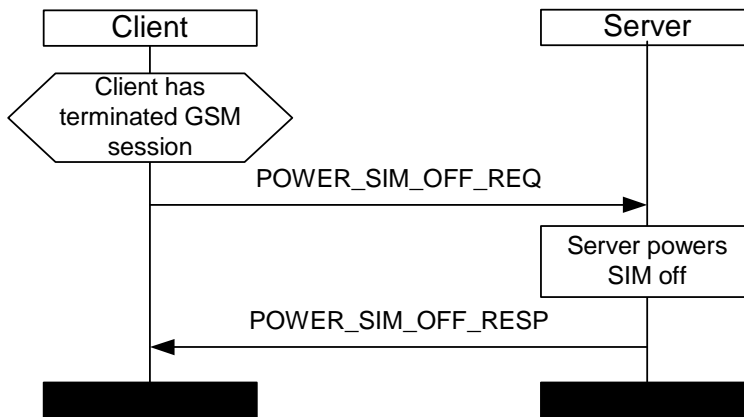 Client
Server
Client has
terminated GSM
session
POWER_SIM_OFF_REQ
Server powers
SIM off
POWER_SIM_OFF_RESP